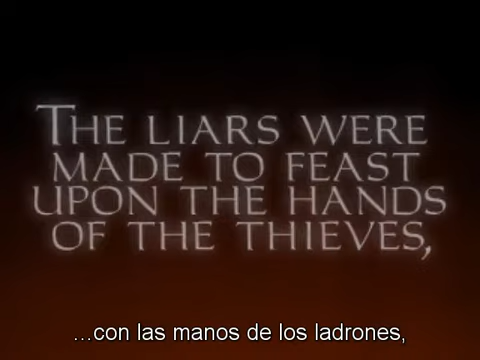 THE LIARS WERE
MADE TO FEAST
UPON THE HANDS
OF THE THIEVES,
...con las manos de los ladrones,